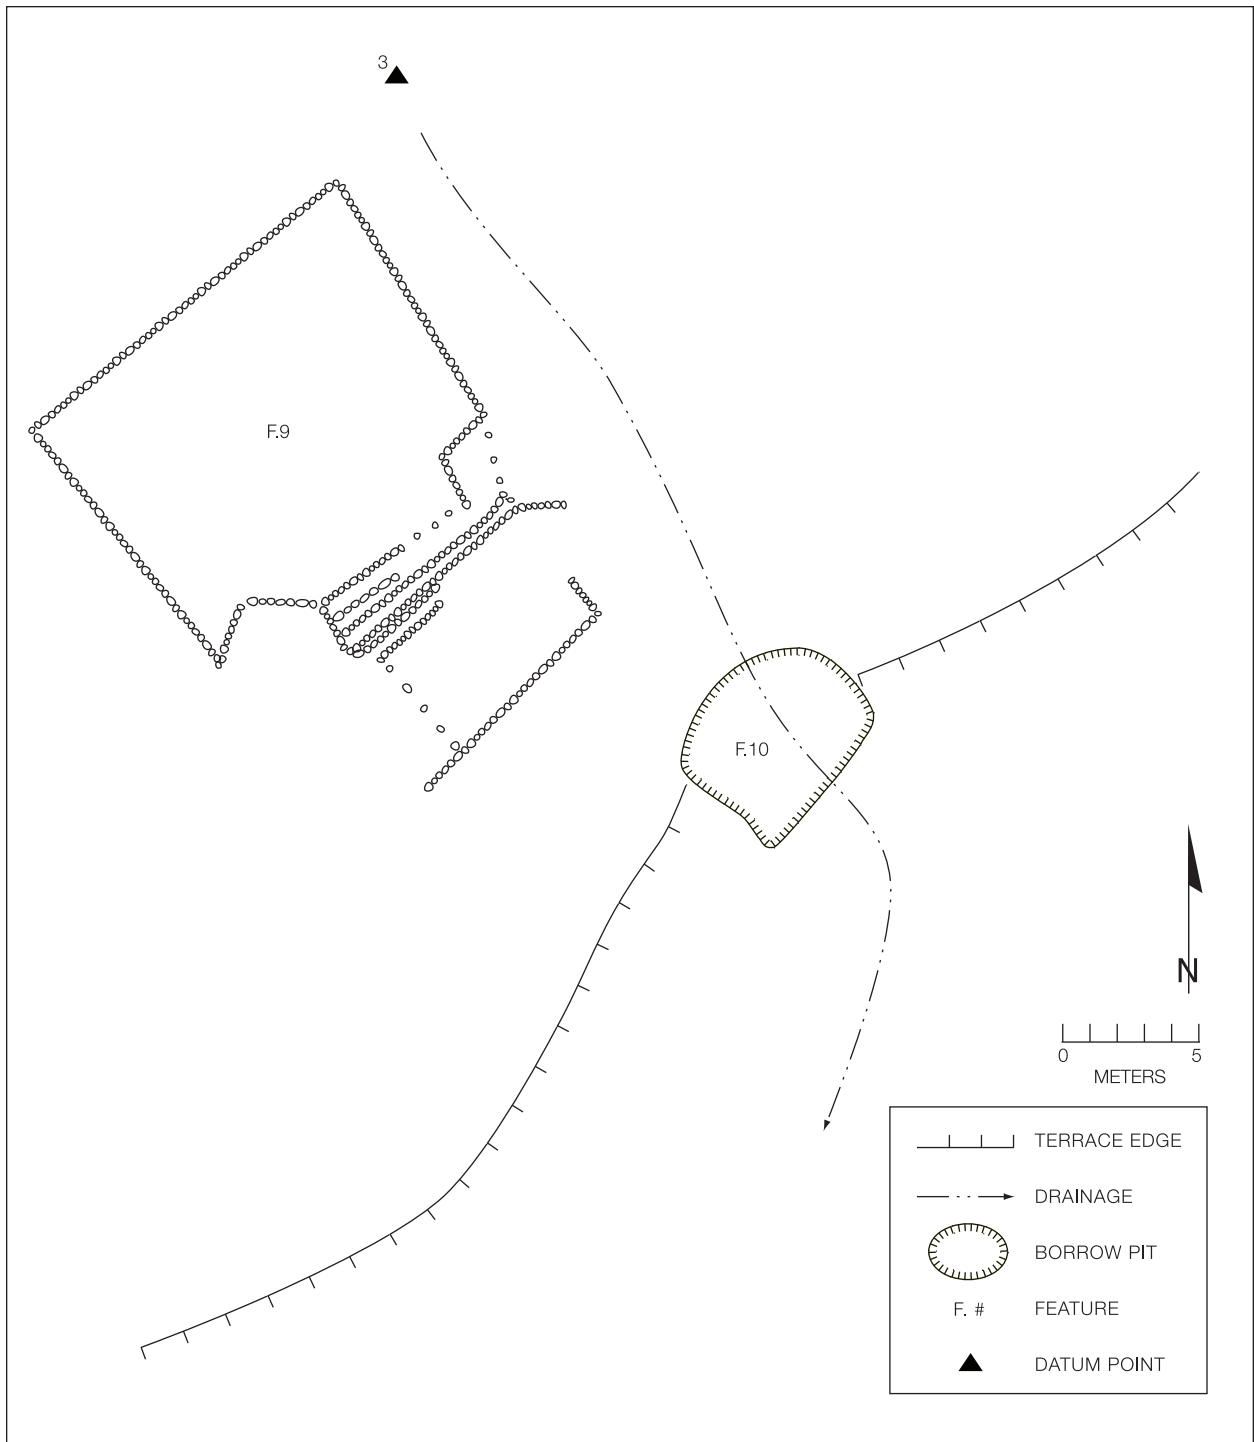 3
F.9
F.10
N
0 5
METERS
TERRACE EDGE
DRAINAGE
BORROW PIT
F. # FEATURE
DATUM POINT